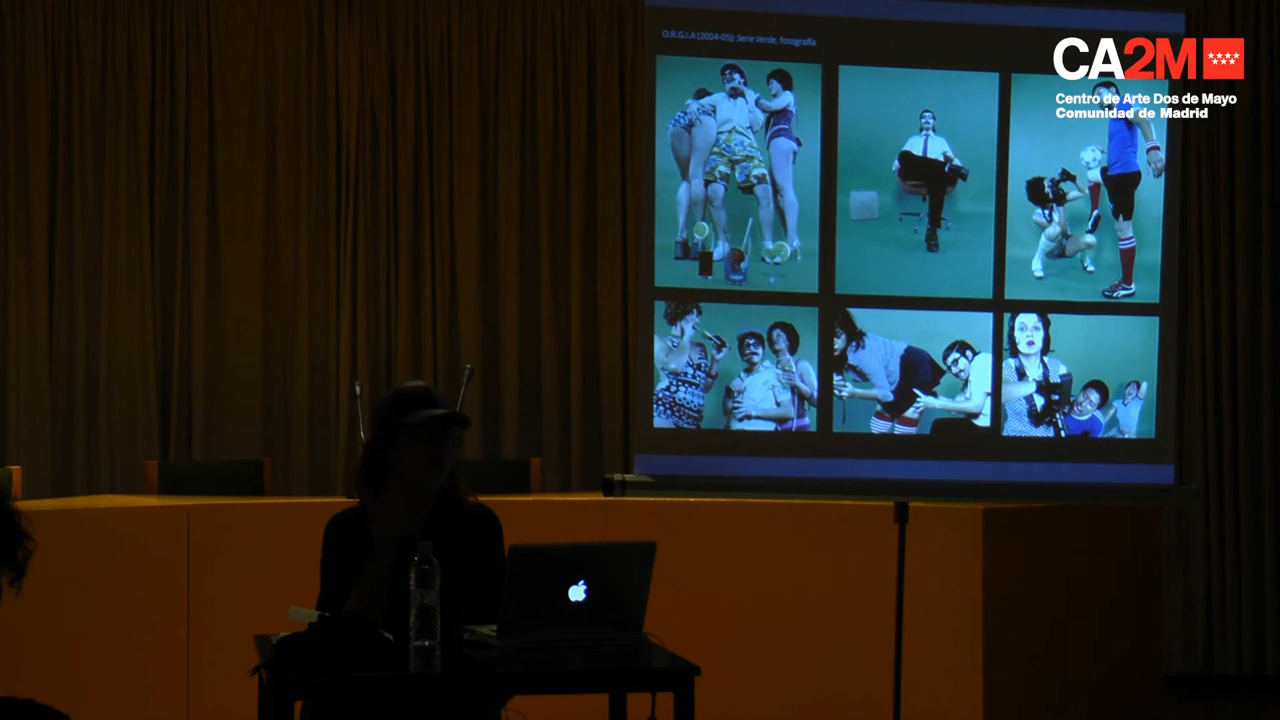 O.R.G.I.A (2004-05): Serie Verde, fotografía.
CA2M
Centro de Arte Dos de Mayo
Comunidad de Madrid